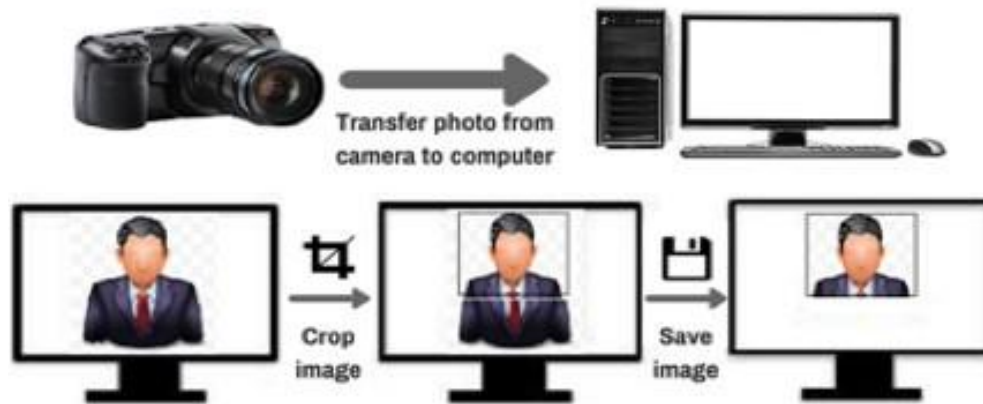 Transfer photo from
camera to computer
Crop
image
Save
image